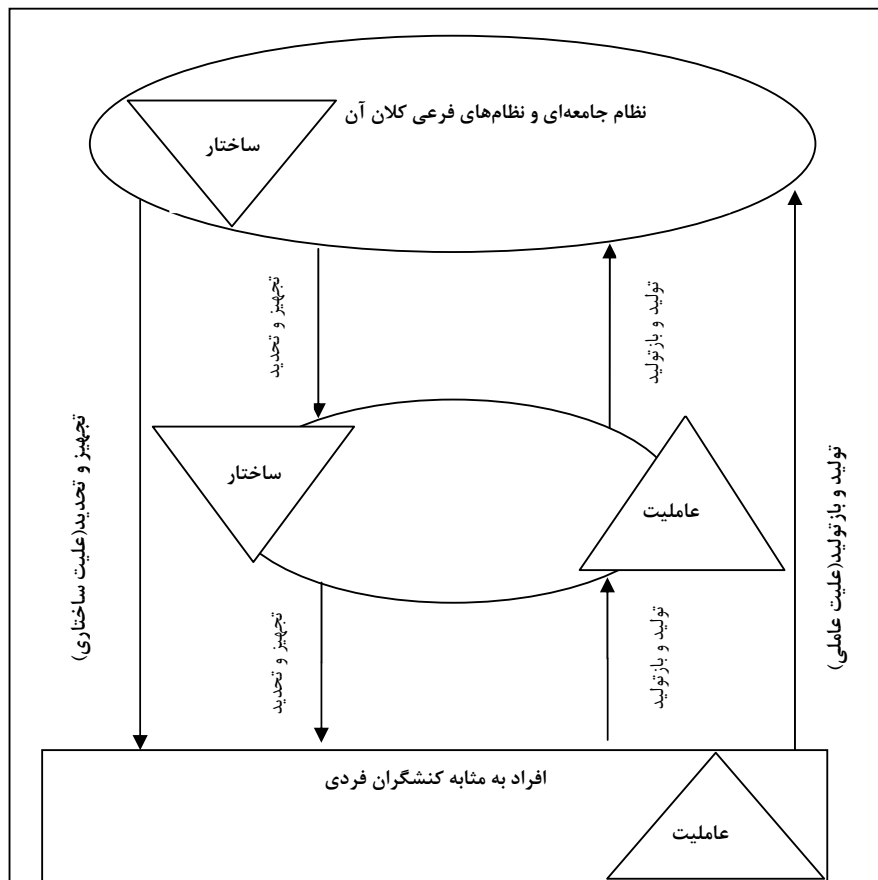 نظام جامعه‌ای و نظام‌های فرعی کلان آن
ساختار
تجهیز و تحدید
تولید و بازتولید
تولید و بازتولید(علیت عاملی)
تجهیز و تحدید(علیت ساختاری)
عاملیت
ساختار
تولید و بازتولید
تجهیز و تحدید
افراد به مثابه کنشگران فردی
عاملیت